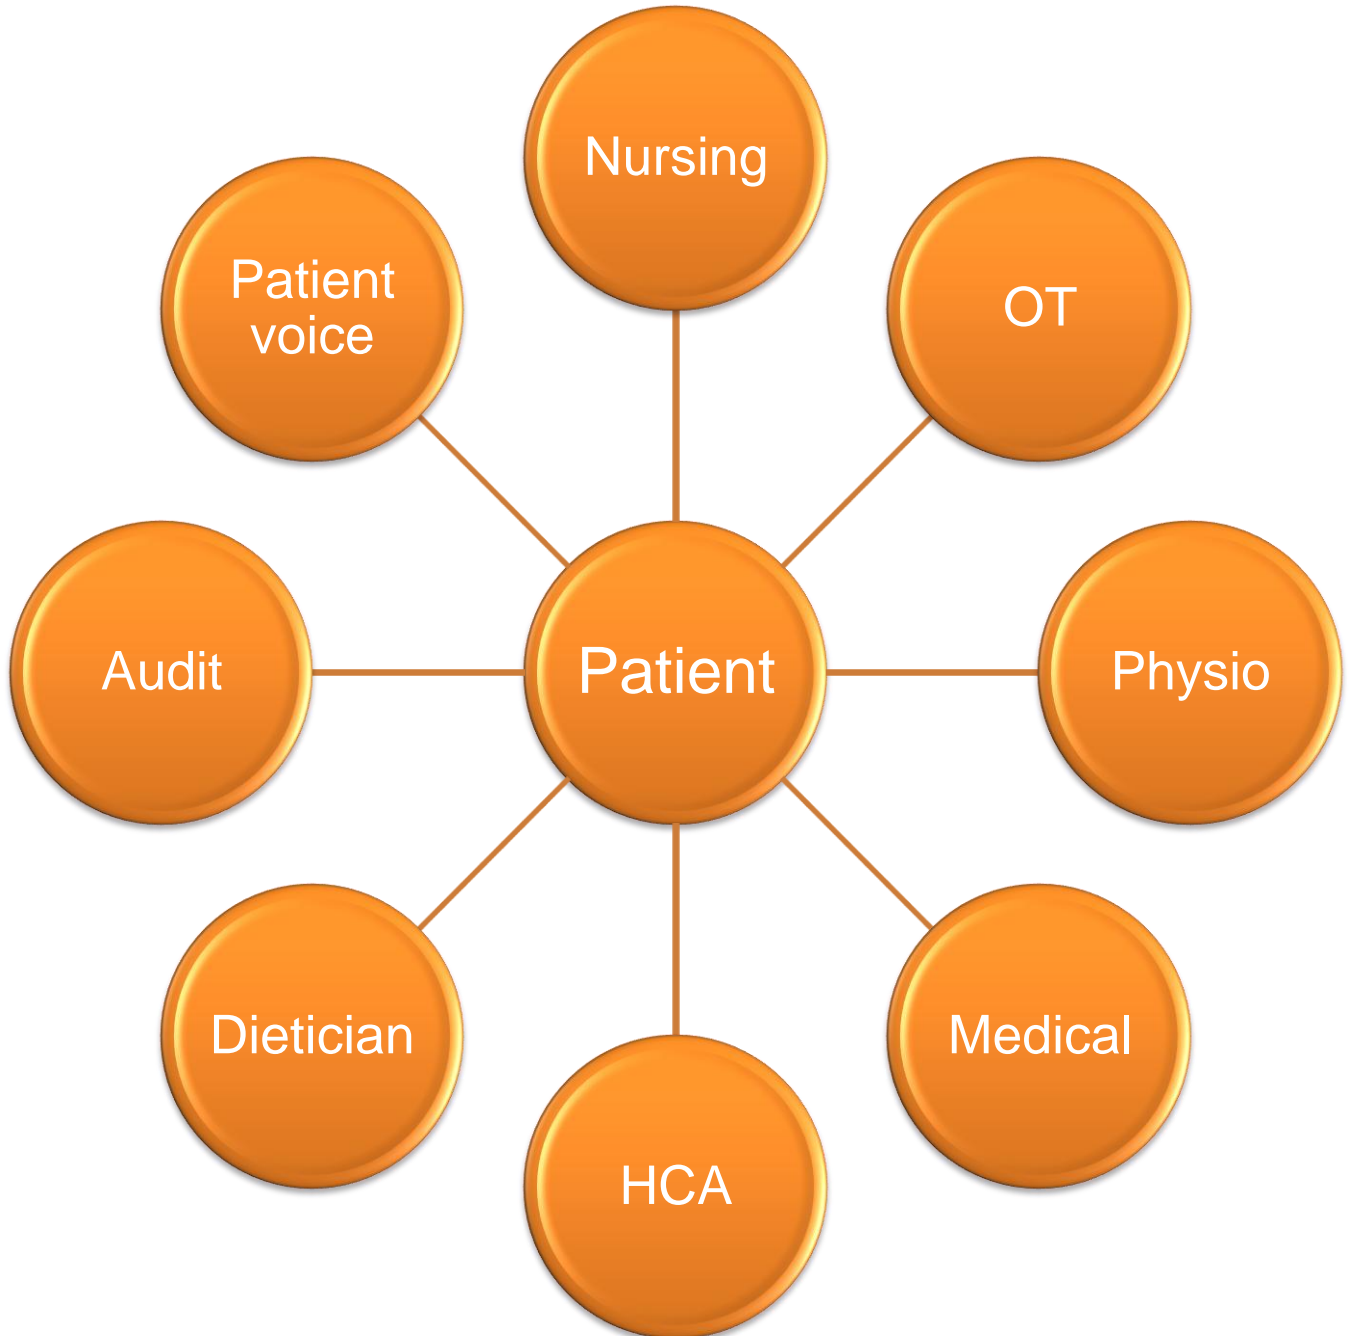 Nursing
Patient
voice
OT
Audit
Patient
Physio
Dietician
Medical
HCA